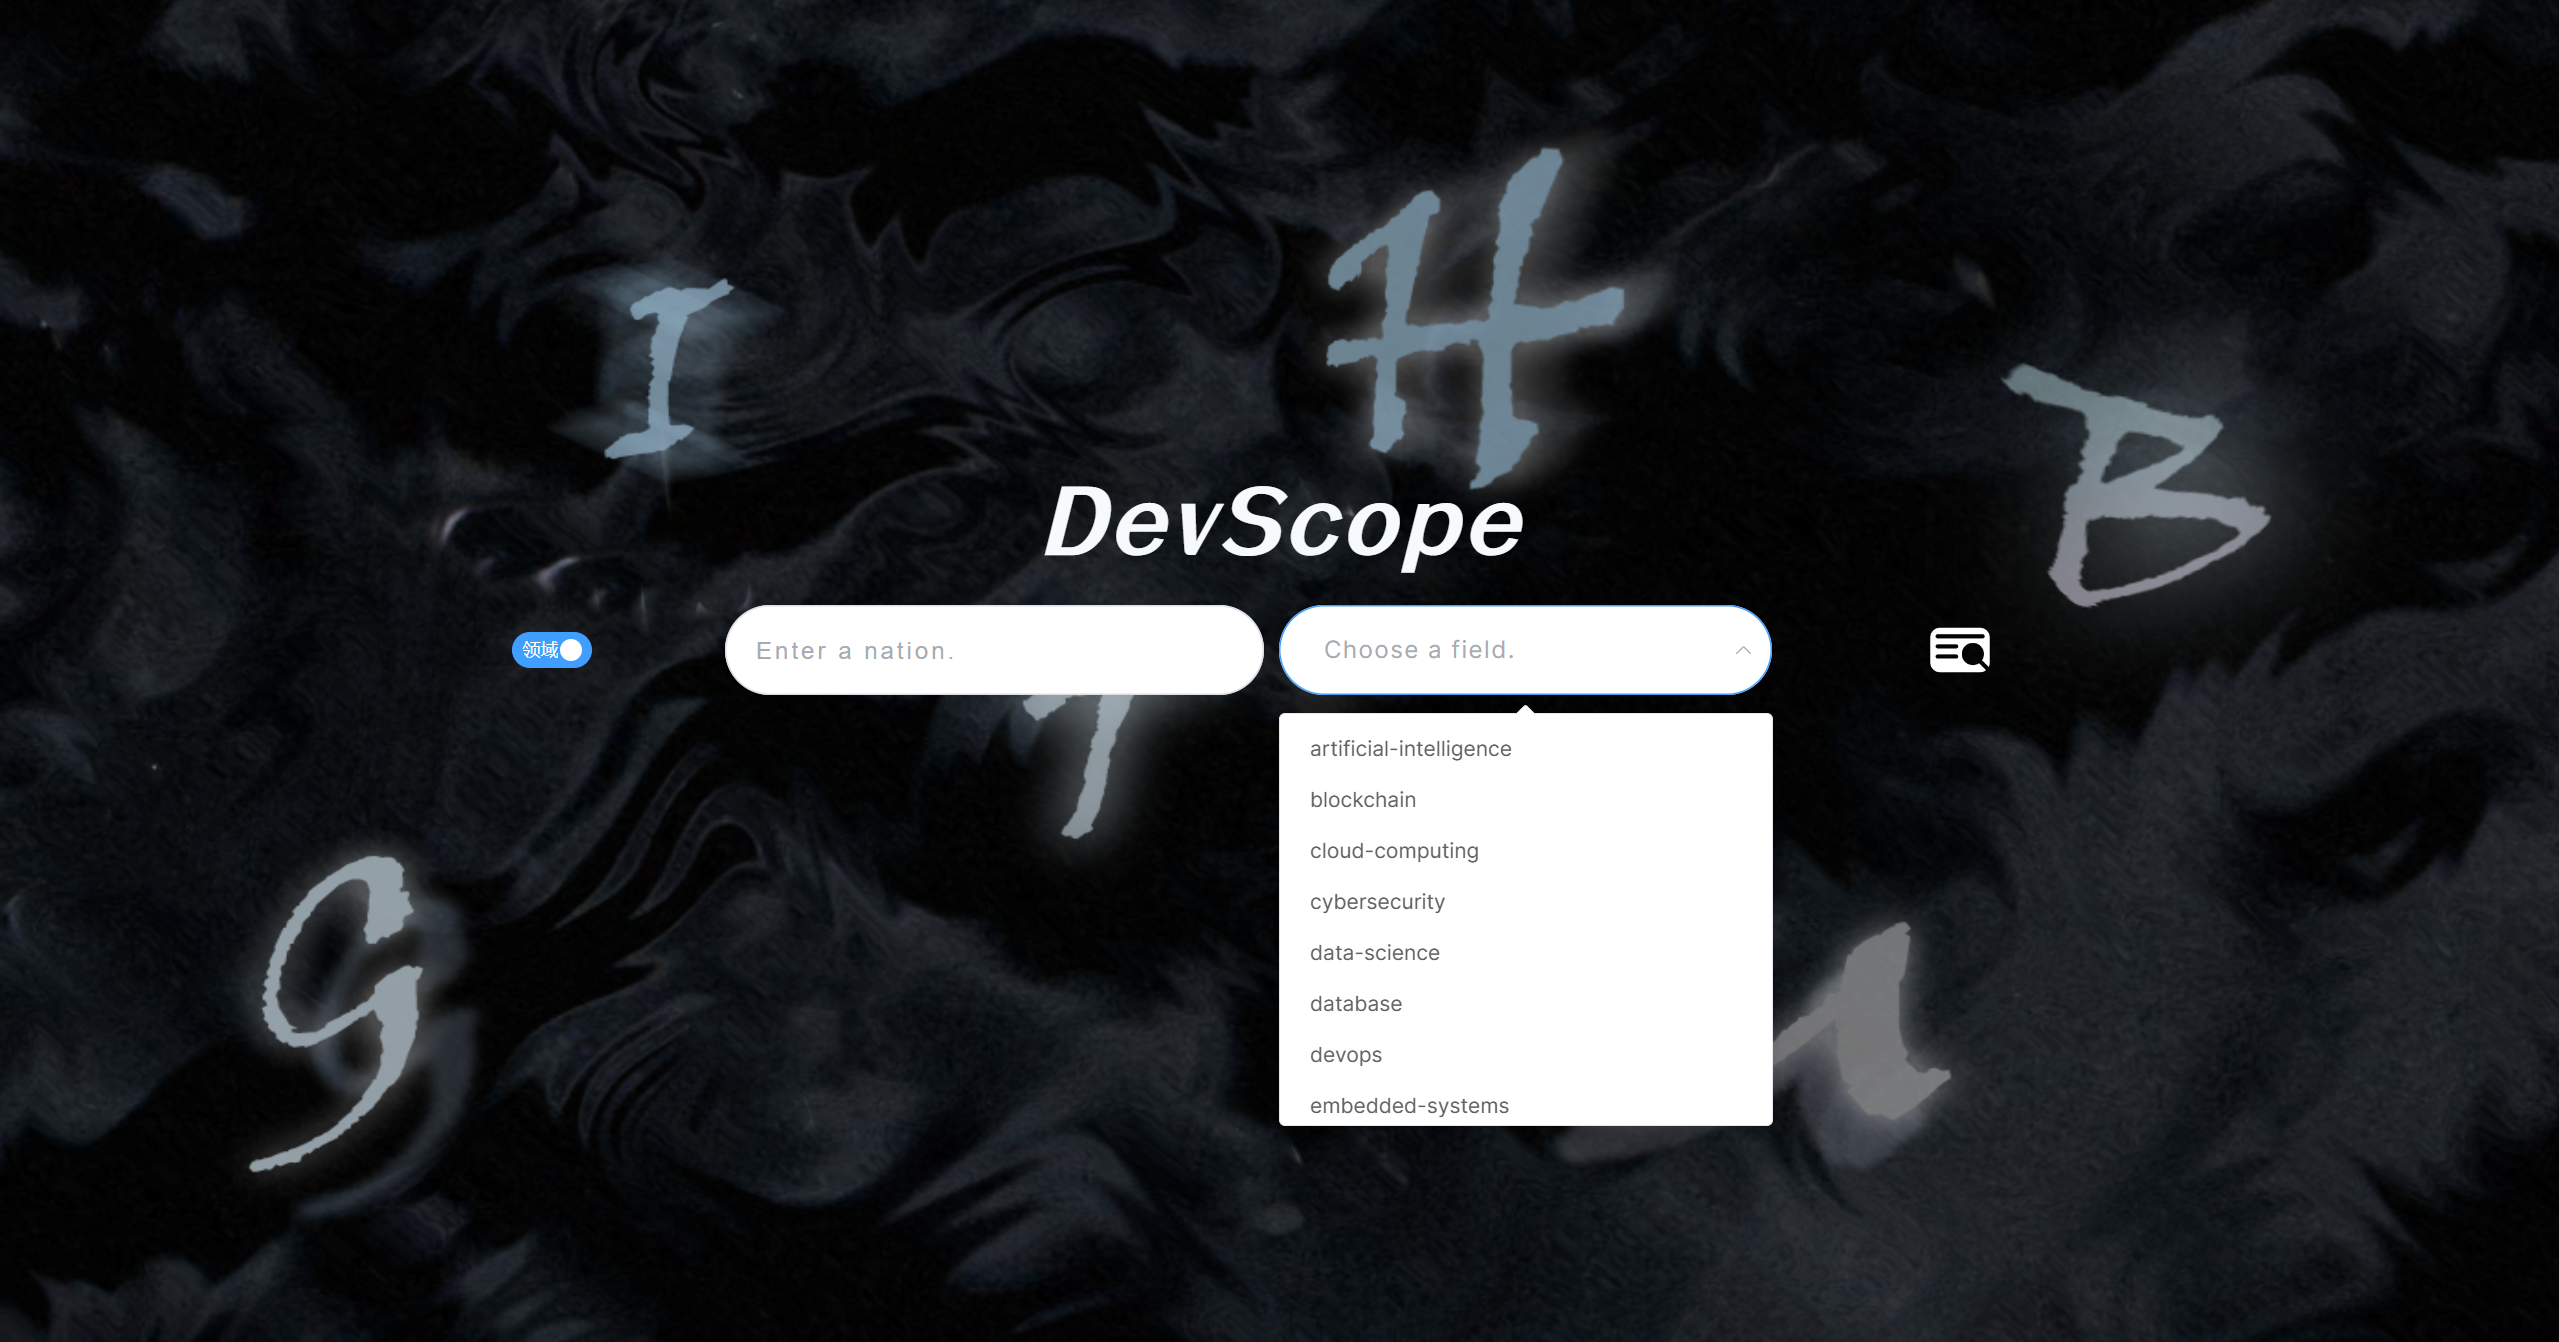 I
H
B
DevScope
领域
Enter a nation.
Choose a field.
artificial-intelligence
blockchain
cloud-computing
cybersecurity
data-science
database
devops
embedded-systems
G